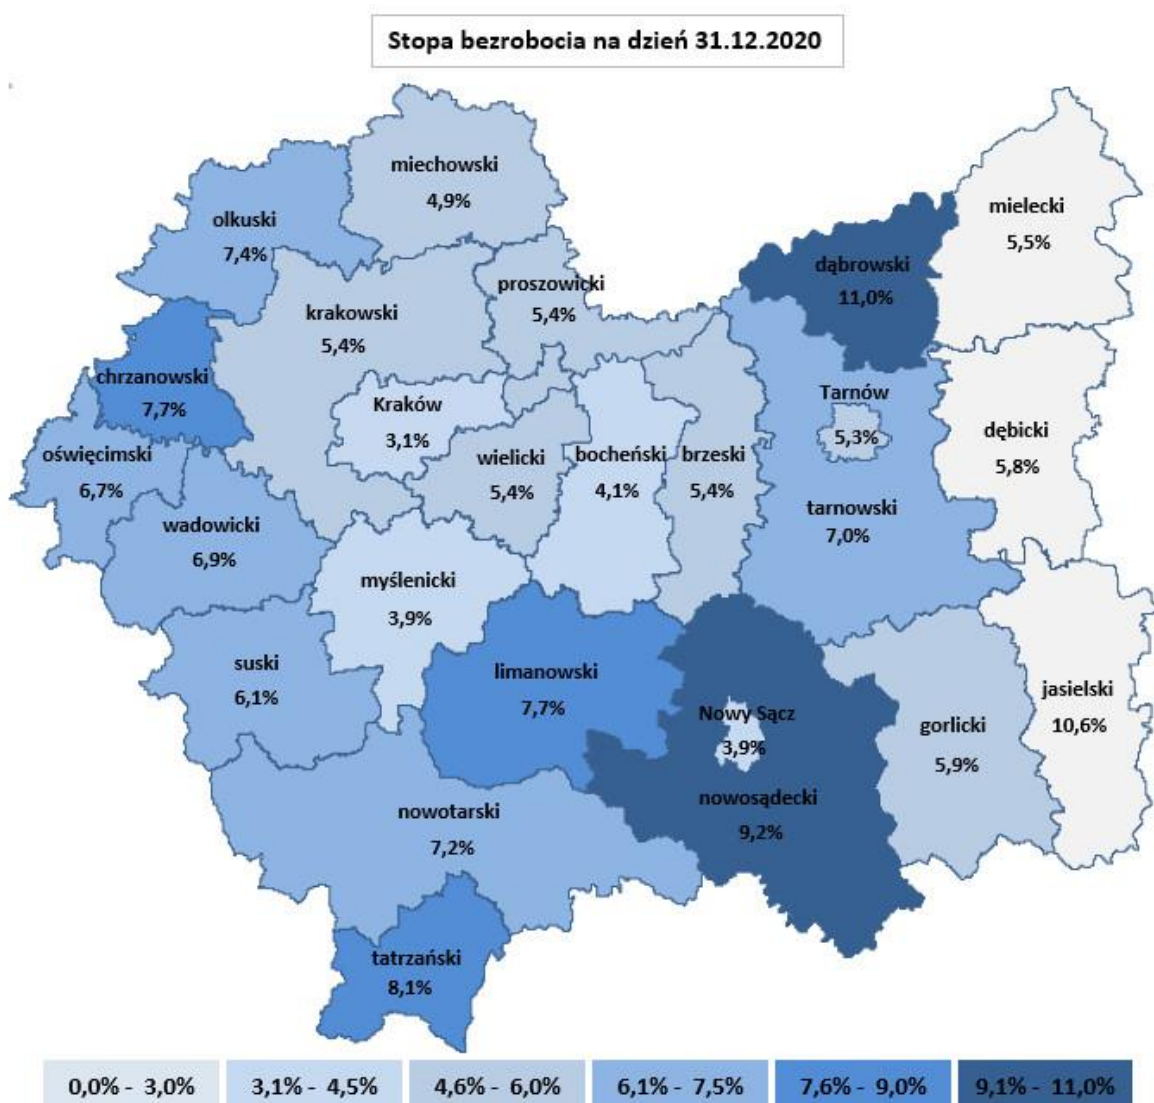 Stopa bezrobocia na dzień 31.12.2020
miechowski
4,9%
olkuski
7,4%
mielecki
5,5%
dąbrowski
11,0%
proszowicki
5,4%
krakowski
5,4%
chrzanowski
7,7%
Kraków
3,1%
Tarnów
5,3%
dębicki
5,8%
oświęcimski
6,7%
wielicki
5,4%
bocheński
4,1%
brzeski
5,4%
tarnowski
7,0%
wadowicki
6,9%
myślenicki
3,9%
suski
6,1%
limanowski
7,7%
jasielski
10,6%
Nowy Sącz
3,9%
gorlicki
5,9%
nowosądecki
9,2%
nowotarski
7,2%
tatrzański
8,1%
0,0% - 3,0%
3,1% - 4,5%
4,6% - 6,0%
6,1% - 7,5%
7,6% - 9,0%
9,1% - 11,0%